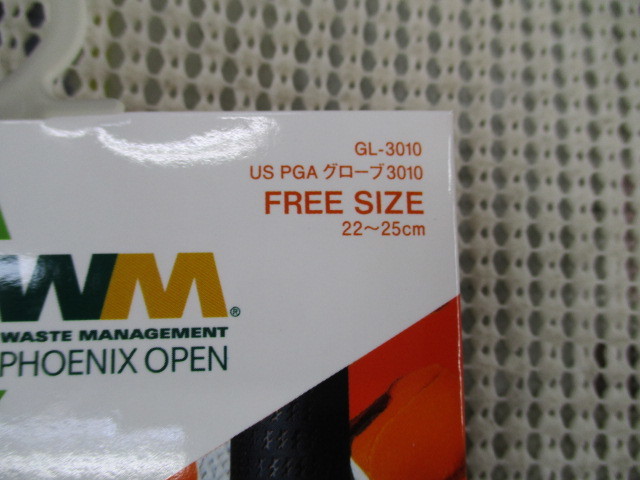 GL-3010
US PGA グローブ3010
FREE SIZE
22～25cm
WM®
WASTE MANAGEMENT
PHOENIX OPEN